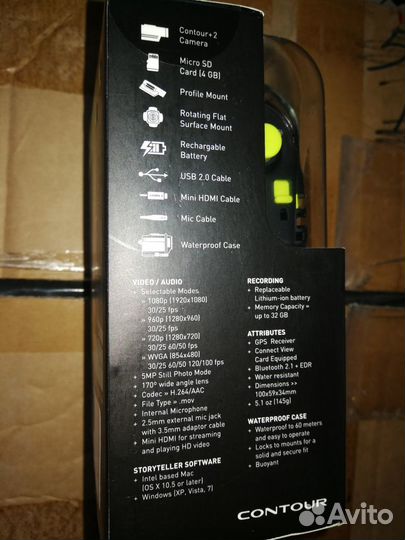 Contour+2
Camera
Micro SD
Card (4 GB)
Profile Mount
Rotating Flat
Surface Mount
Rechargable
Battery
USB 2.0 Cable
Mini HDMI Cable
Mic Cable
Waterproof Case
VIDEO / AUDIO
+ Selectable Modes
» 1080p (1920x1080)
30/25 fps
» 960p (1280x960)
30/25 fps
» 720p (1280x720)
30/25 60/50 fps
» WVGA (854x480)
30/25 60/50 120/100 fps
+ 5MP Still Photo Mode
+ 170° wide angle lens
+ Codec » H.264/AAC
+ File Type » .mov
+ Internal Microphone
+ 2.5mm external mic jack
with 3.5mm adaptor cable
+ Mini HDMI for streaming
and playing HD video
STORYTELLER SOFTWARE
+ Intel based Mac
(OS X 10.5 or later)
+ Windows (XP, Vista, 7)
RECORDING
+ Replaceable
Lithium-ion battery
+ Memory Capacity »
up to 32 GB
ATTRIBUTES
+ GPS Receiver
+ Connect View
Card Equipped
+ Bluetooth 2.1 + EDR
+ Water resistant
+ Dimensions >>
100x59x34mm
+ 5.1 oz (145g)
WATERPROOF CASE
+ Waterproof to 60 meters
and easy to operate
+ Locks to mounts for a
solid and secure fit
+ Buoyant
CONTOUR
Avito